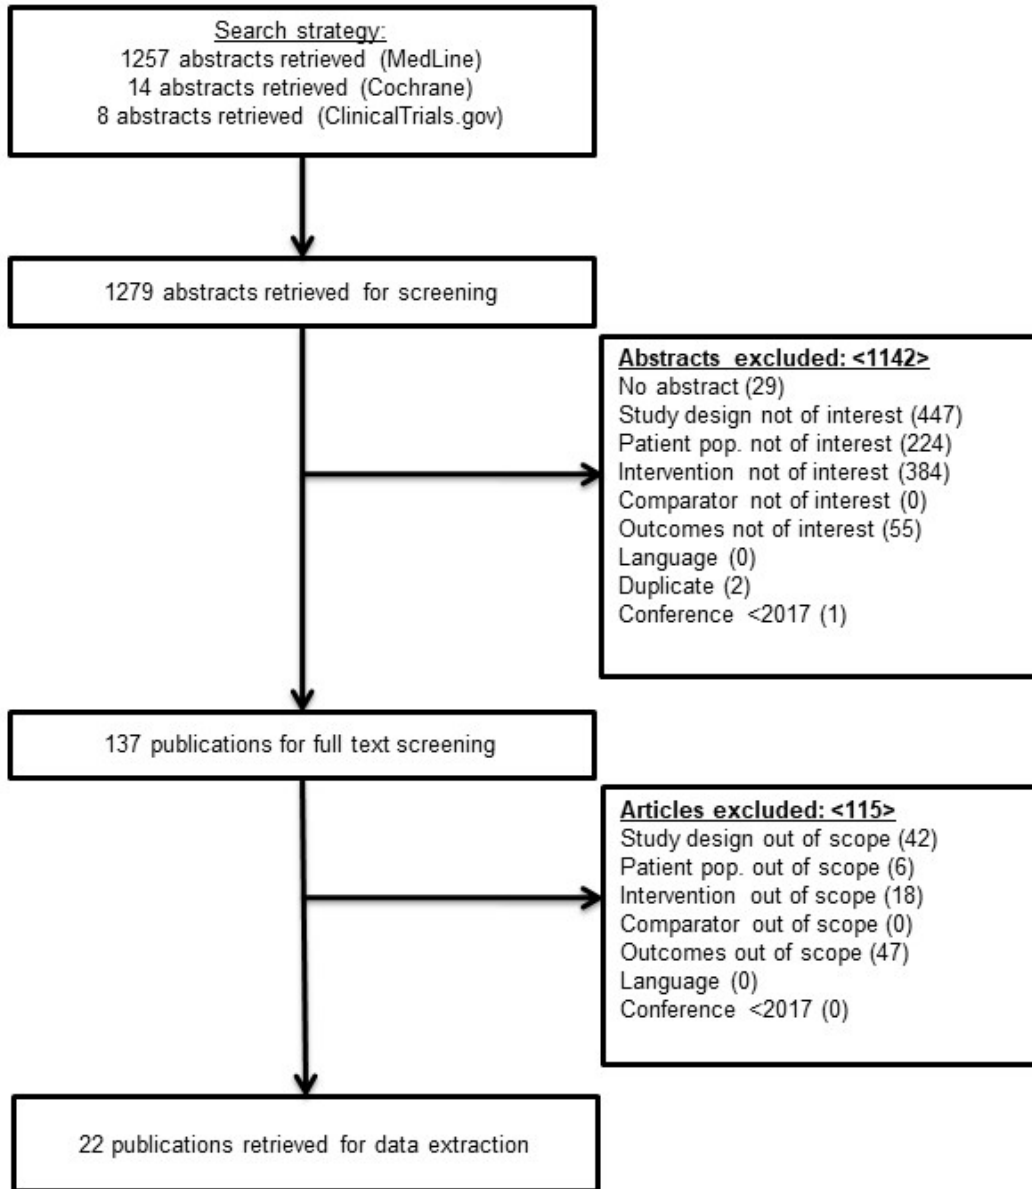 Search strategy:
1257 abstracts retrieved (MedLine)
14 abstracts retrieved (Cochrane)
8 abstracts retrieved (ClinicalTrials.gov)
1279 abstracts retrieved for screening
Abstracts excluded: <1142>
No abstract (29)
Study design not of interest (447)
Patient pop. not of interest (224)
Intervention not of interest (384)
Comparator not of interest (0)
Outcomes not of interest (55)
Language (0)
Duplicate (2)
Conference <2017 (1)
137 publications for full text screening
Articles excluded: <115>
Study design out of scope (42)
Patient pop. out of scope (6)
Intervention out of scope (18)
Comparator out of scope (0)
Outcomes out of scope (47)
Language (0)
Conference <2017 (0)
22 publications retrieved for data extraction